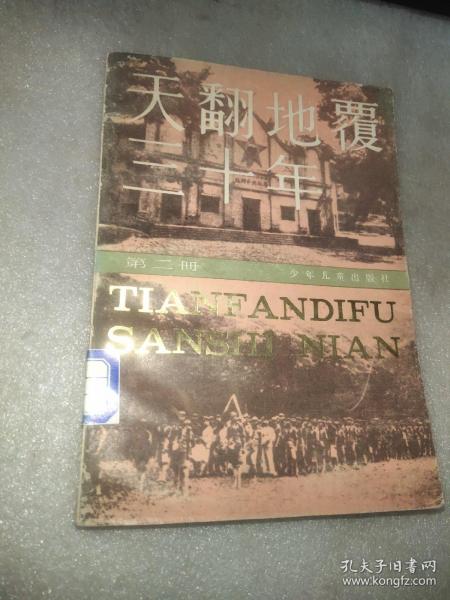 天翻地覆
三十年
第二册
少年儿童出版社
TIANFANDIFU
SANSHI NIAN
孔夫子旧书网
www.kongfz.com